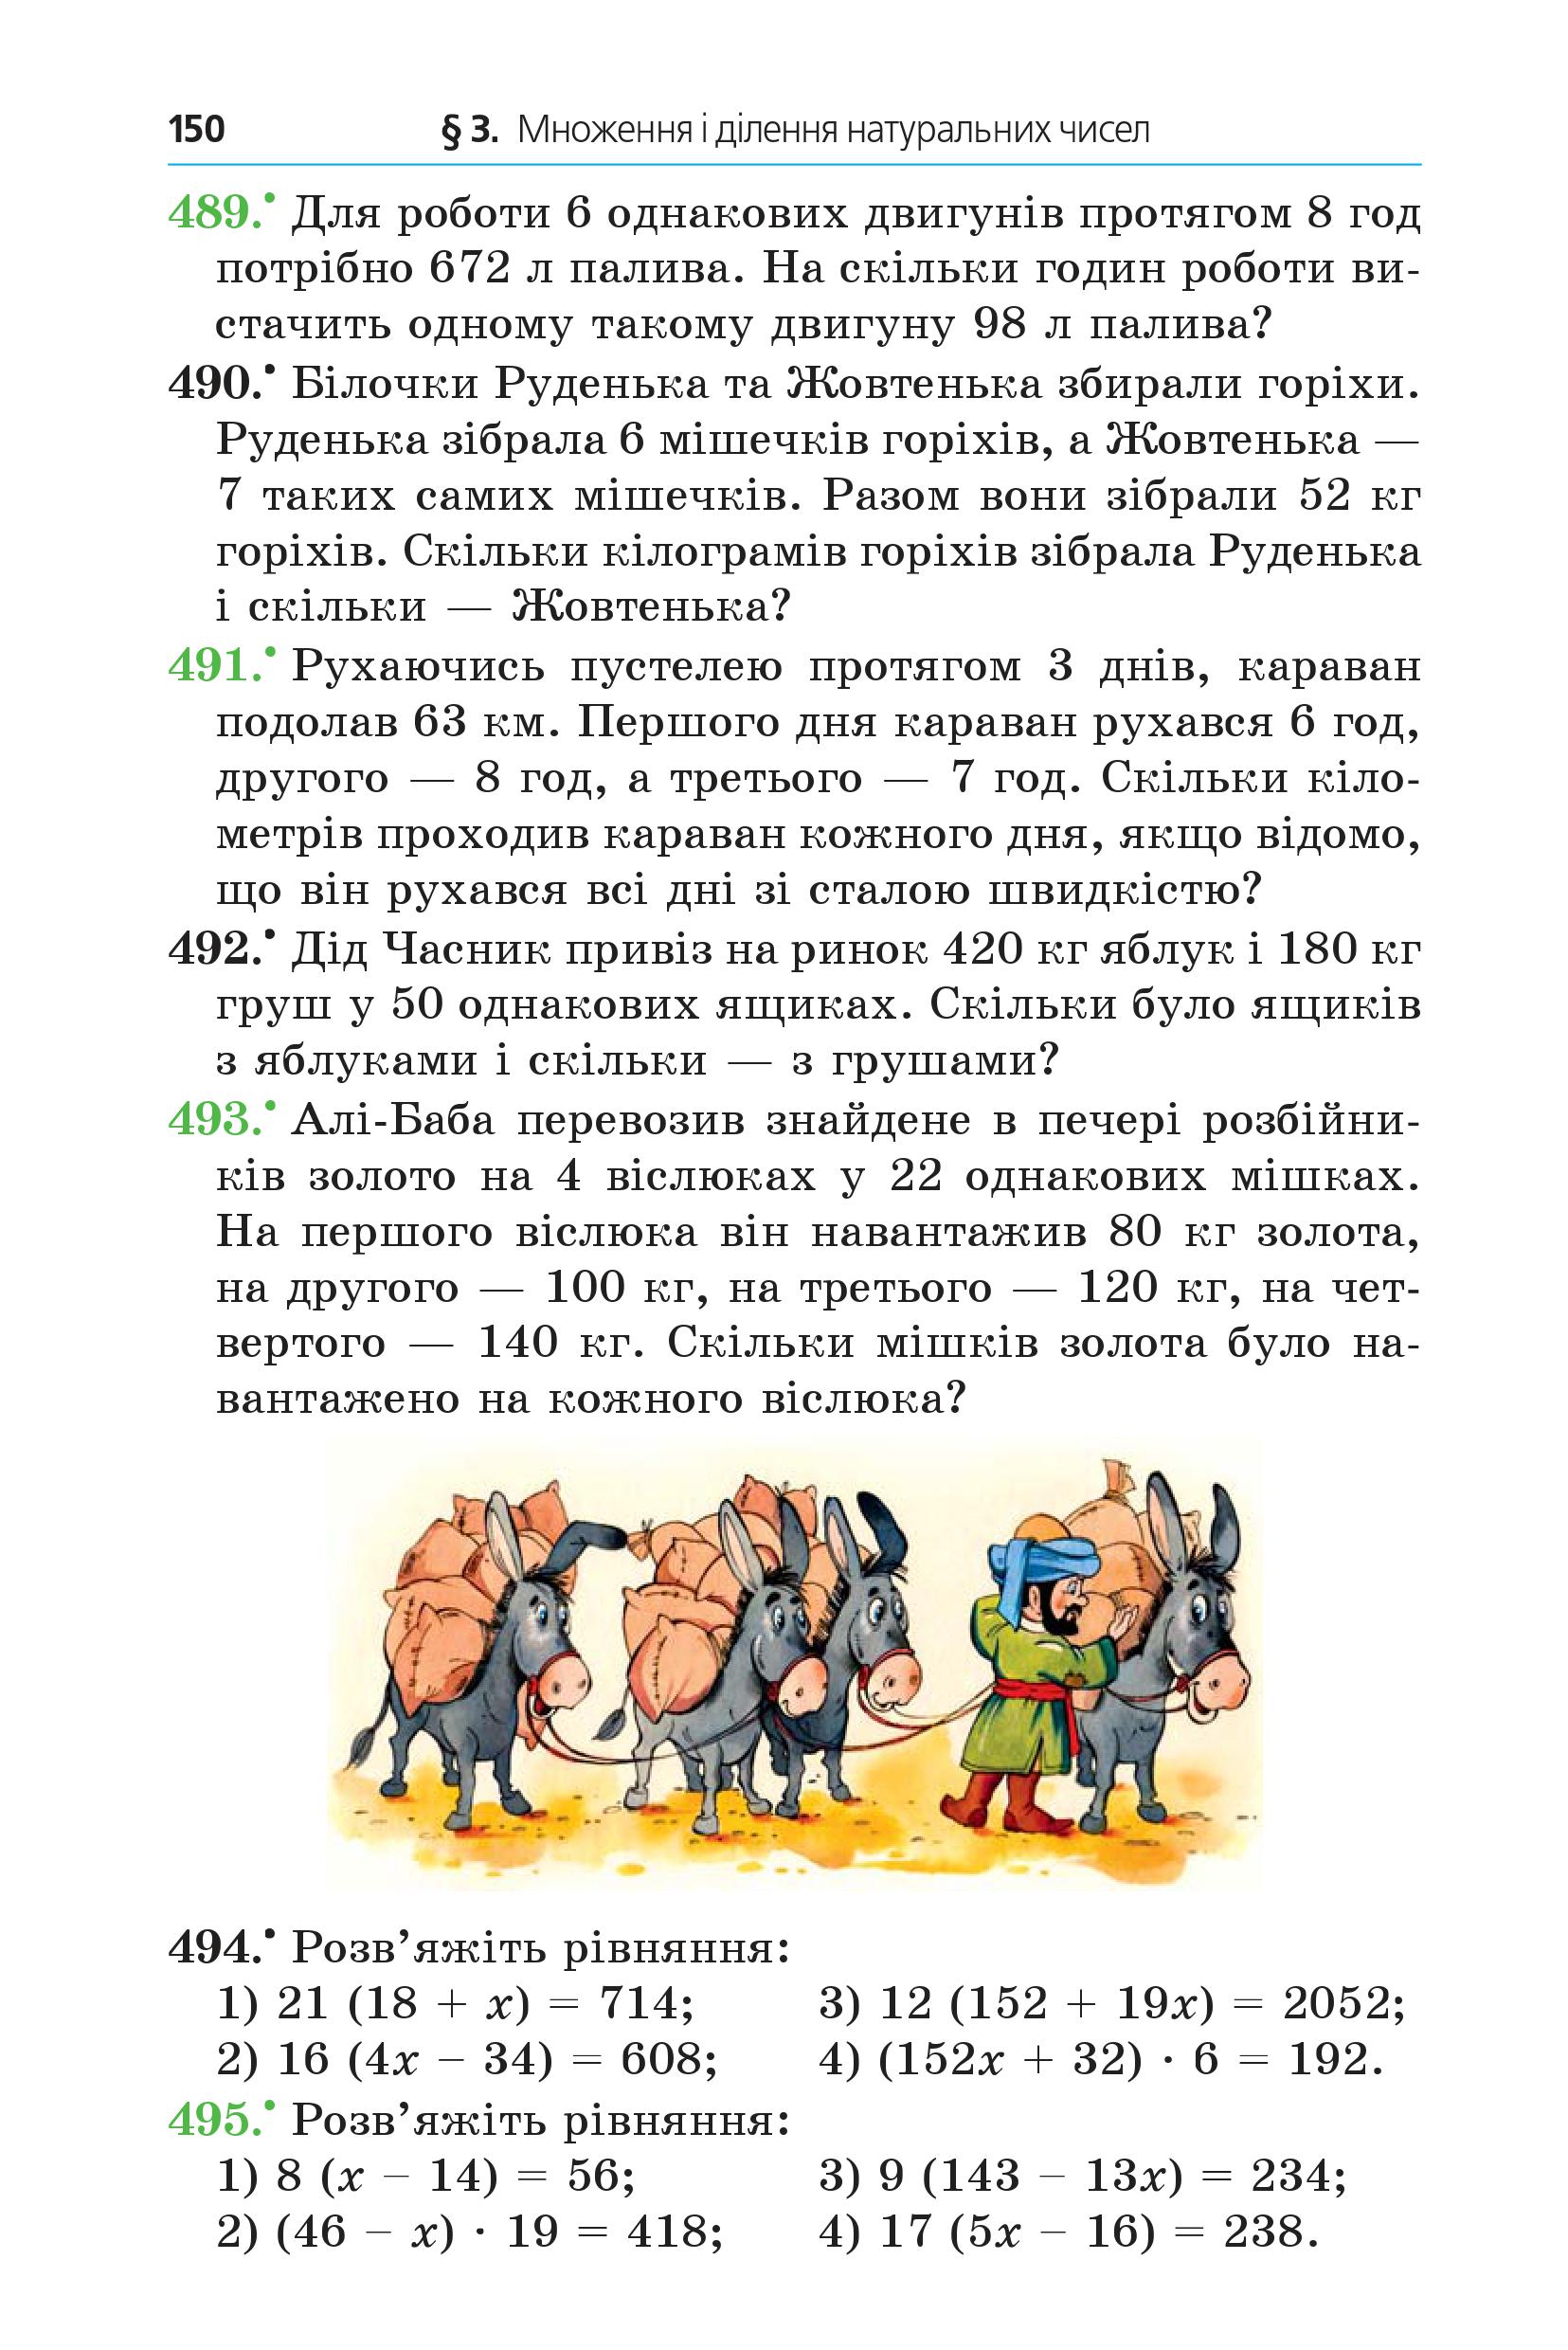 150 § 3. Множення і ділення натуральних чисел
489.• Для роботи 6 однакових двигунів протягом 8 год
потрібно 672 л палива. На скільки годин роботи ви-
стачить одному такому двигуну 98 л палива?
490.• Білочки Руденька та Жовтенька збирали горіхи.
Руденька зібрала 6 мішечків горіхів, а Жовтенька —
7 таких самих мішечків. Разом вони зібрали 52 кг
горіхів. Скільки кілограмів горіхів зібрала Руденька
і скільки — Жовтенька?
491.• Рухаючись пустелею протягом 3 днів, караван
подолав 63 км. Першого дня караван рухався 6 год,
другого — 8 год, а третього — 7 год. Скільки кіло-
метрів проходив караван кожного дня, якщо відомо,
що він рухався всі дні зі сталою швидкістю?
492.• Дід Часник привіз на ринок 420 кг яблук і 180 кг
груш у 50 однакових ящиках. Скільки було ящиків
з яблуками і скільки — з грушами?
493.• Алі-Баба перевозив знайдене в печері розбійни-
ків золото на 4 віслюках у 22 однакових мішках.
На першого віслюка він навантажив 80 кг золота,
на другого — 100 кг, на третього — 120 кг, на чет-
вертого — 140 кг. Скільки мішків золота було на-
вантажено на кожного віслюка?
494.• Розв’яжіть рівняння:
1) 21 (18 + x) = 714; 3) 12 (152 + 19x) = 2052;
2) 16 (4x – 34) = 608; 4) (152x + 32) · 6 = 192.
495.• Розв’яжіть рівняння:
1) 8 (x – 14) = 56; 3) 9 (143 – 13x) = 234;
2) (46 – x) · 19 = 418; 4) 17 (5x – 16) = 238.